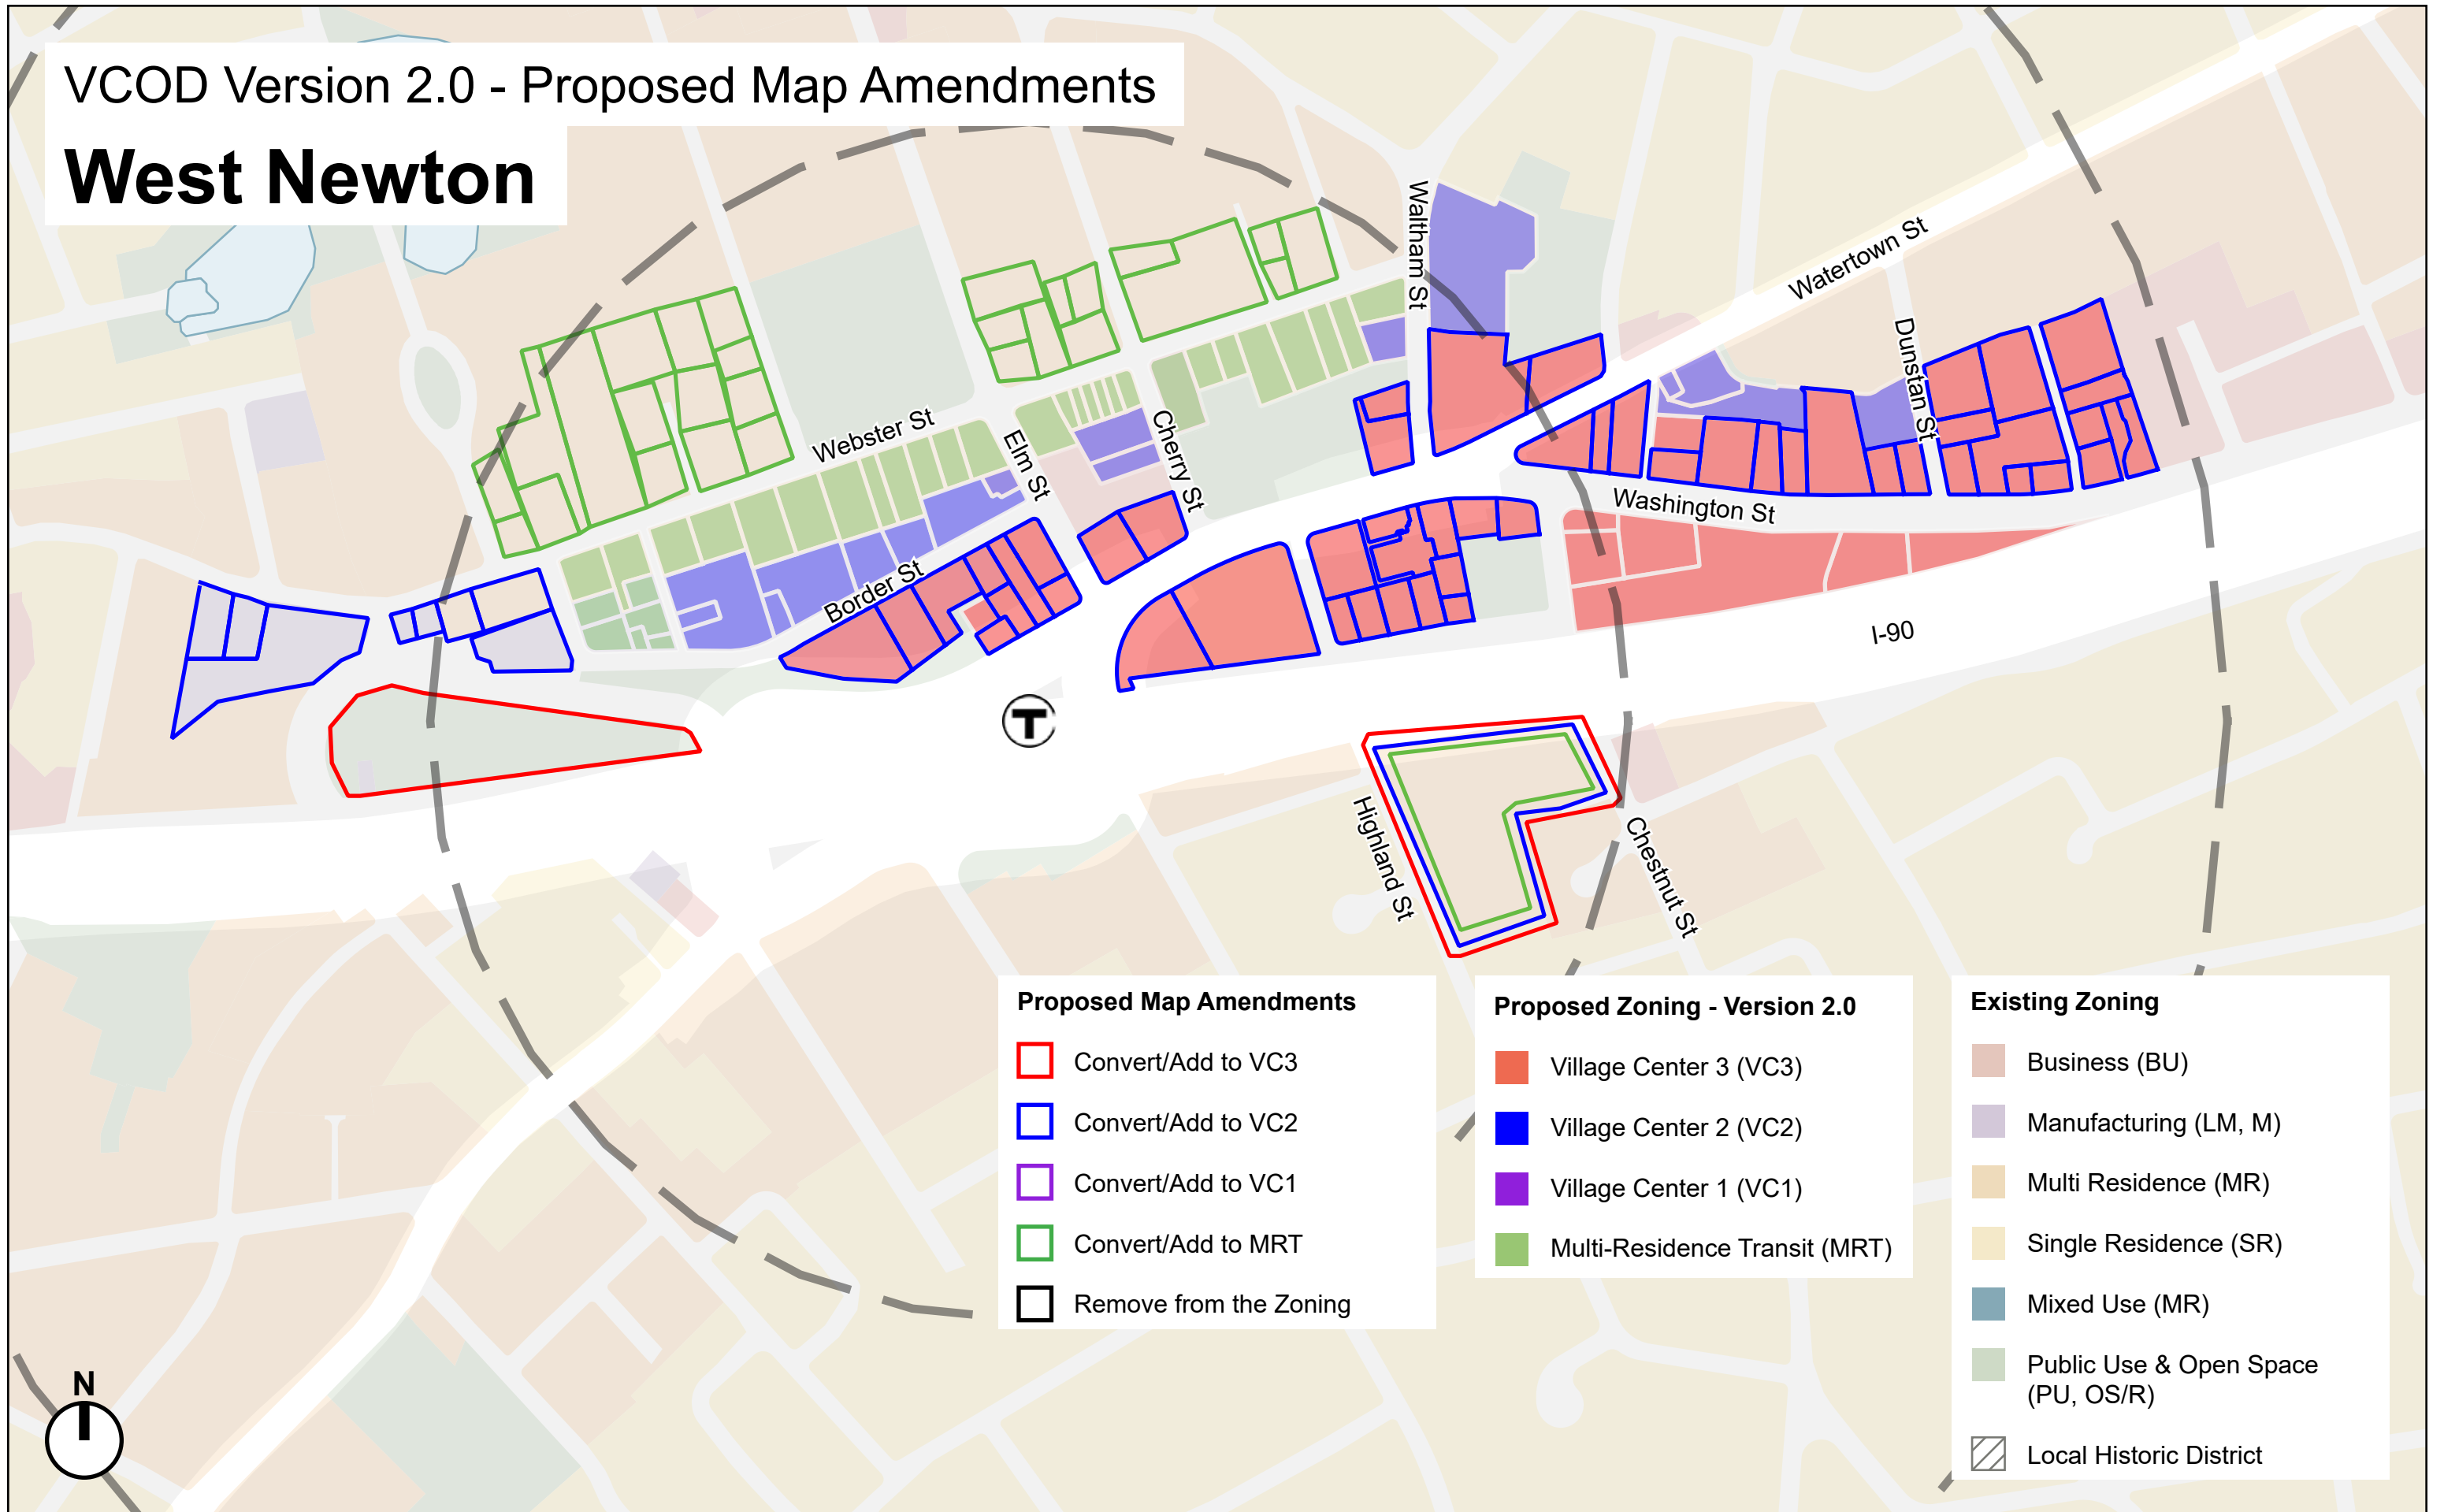 VCOD Version 2.0 - Proposed Map Amendments
West Newton
Waltham St
Watertown St
Dunstan St
Webster St
Elm St
Cherry St
Washington St
Border St
I-90
T
Highland St
Chestnut St
Proposed Map Amendments
Convert/Add to VC3
Convert/Add to VC2
Convert/Add to VC1
Convert/Add to MRT
Remove from the Zoning
Proposed Zoning - Version 2.0
Village Center 3 (VC3)
Village Center 2 (VC2)
Village Center 1 (VC1)
Multi-Residence Transit (MRT)
Existing Zoning
Business (BU)
Manufacturing (LM, M)
Multi Residence (MR)
Single Residence (SR)
Mixed Use (MR)
Public Use & Open Space
(PU, OS/R)
Local Historic District
N